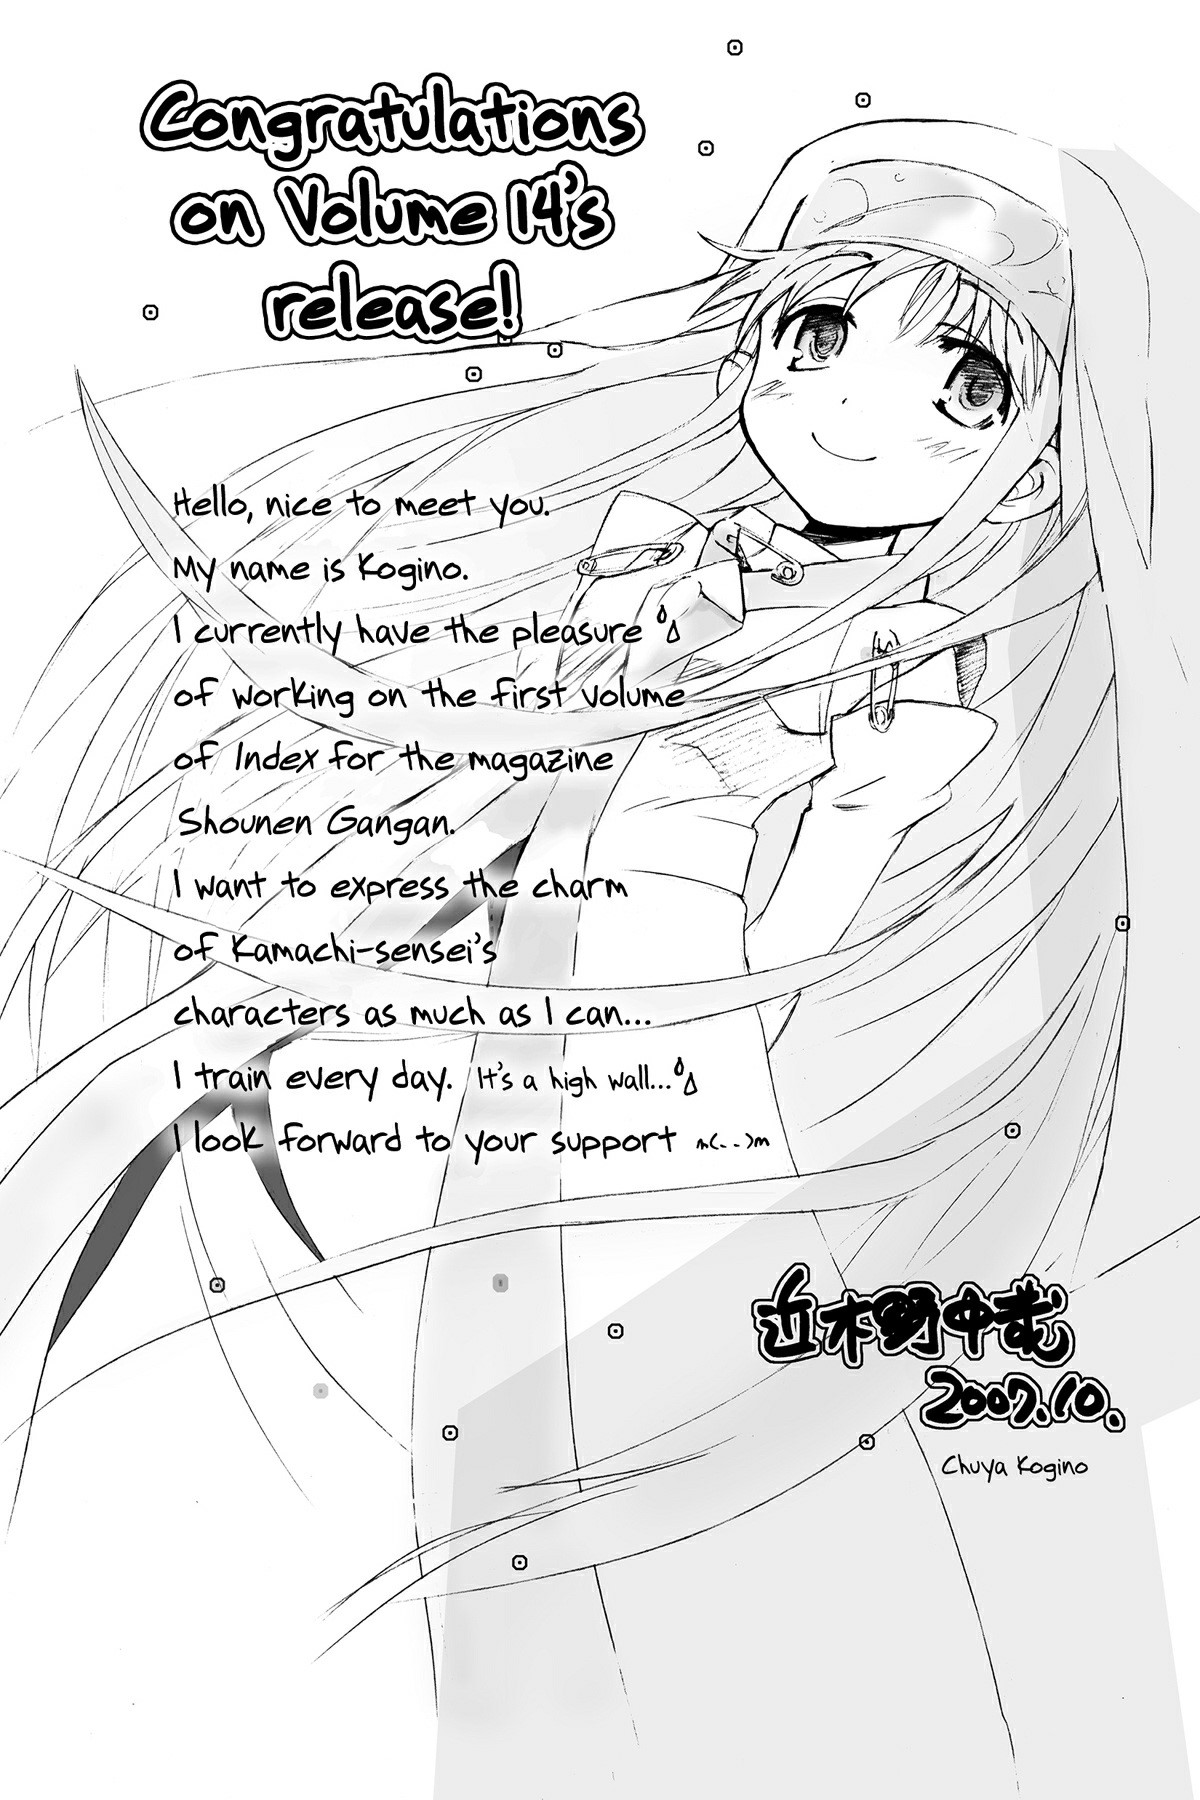 Congratulations
on Volume 14's
release!
Hello, nice to meet you.
My name is Kogino.
I currently have the pleasure
of working on the first volume
of Index for the magazine
Shounen Gangan.
I want to express the charm
of Kamachi-sensei's
characters as much as I can...
I train every day. It's a high wall...
I look forward to your support m(. .)m
近木野中哉
2007.10.
Chuya Kogino